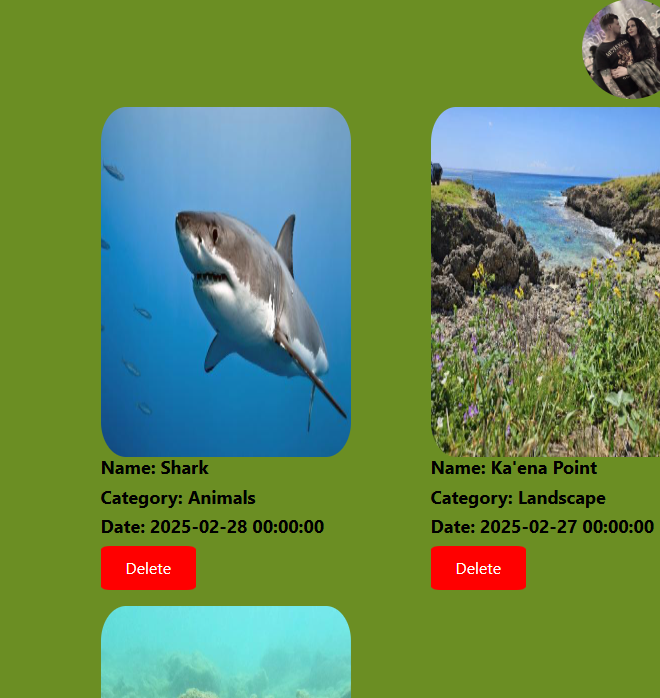 Name: Shark
Category: Animals
Date: 2025-02-28 00:00:00
Delete
Name: Ka'ena Point
Category: Landscape
Date: 2025-02-27 00:00:00
Delete